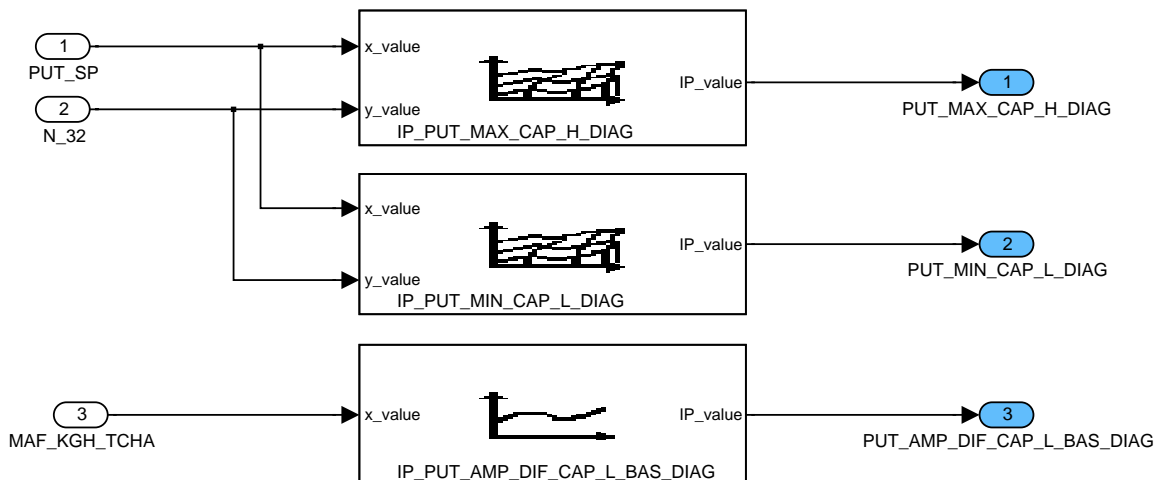 1
PUT_SP
2
N_32
x_value
y_value
IP_value
IP_PUT_MAX_CAP_H_DIAG
1
PUT_MAX_CAP_H_DIAG
x_value
y_value
IP_value
IP_PUT_MIN_CAP_L_DIAG
2
PUT_MIN_CAP_L_DIAG
3
MAF_KGH_TCHA
x_value
IP_value
IP_PUT_AMP_DIF_CAP_L_BAS_DIAG
3
PUT_AMP_DIF_CAP_L_BAS_DIAG